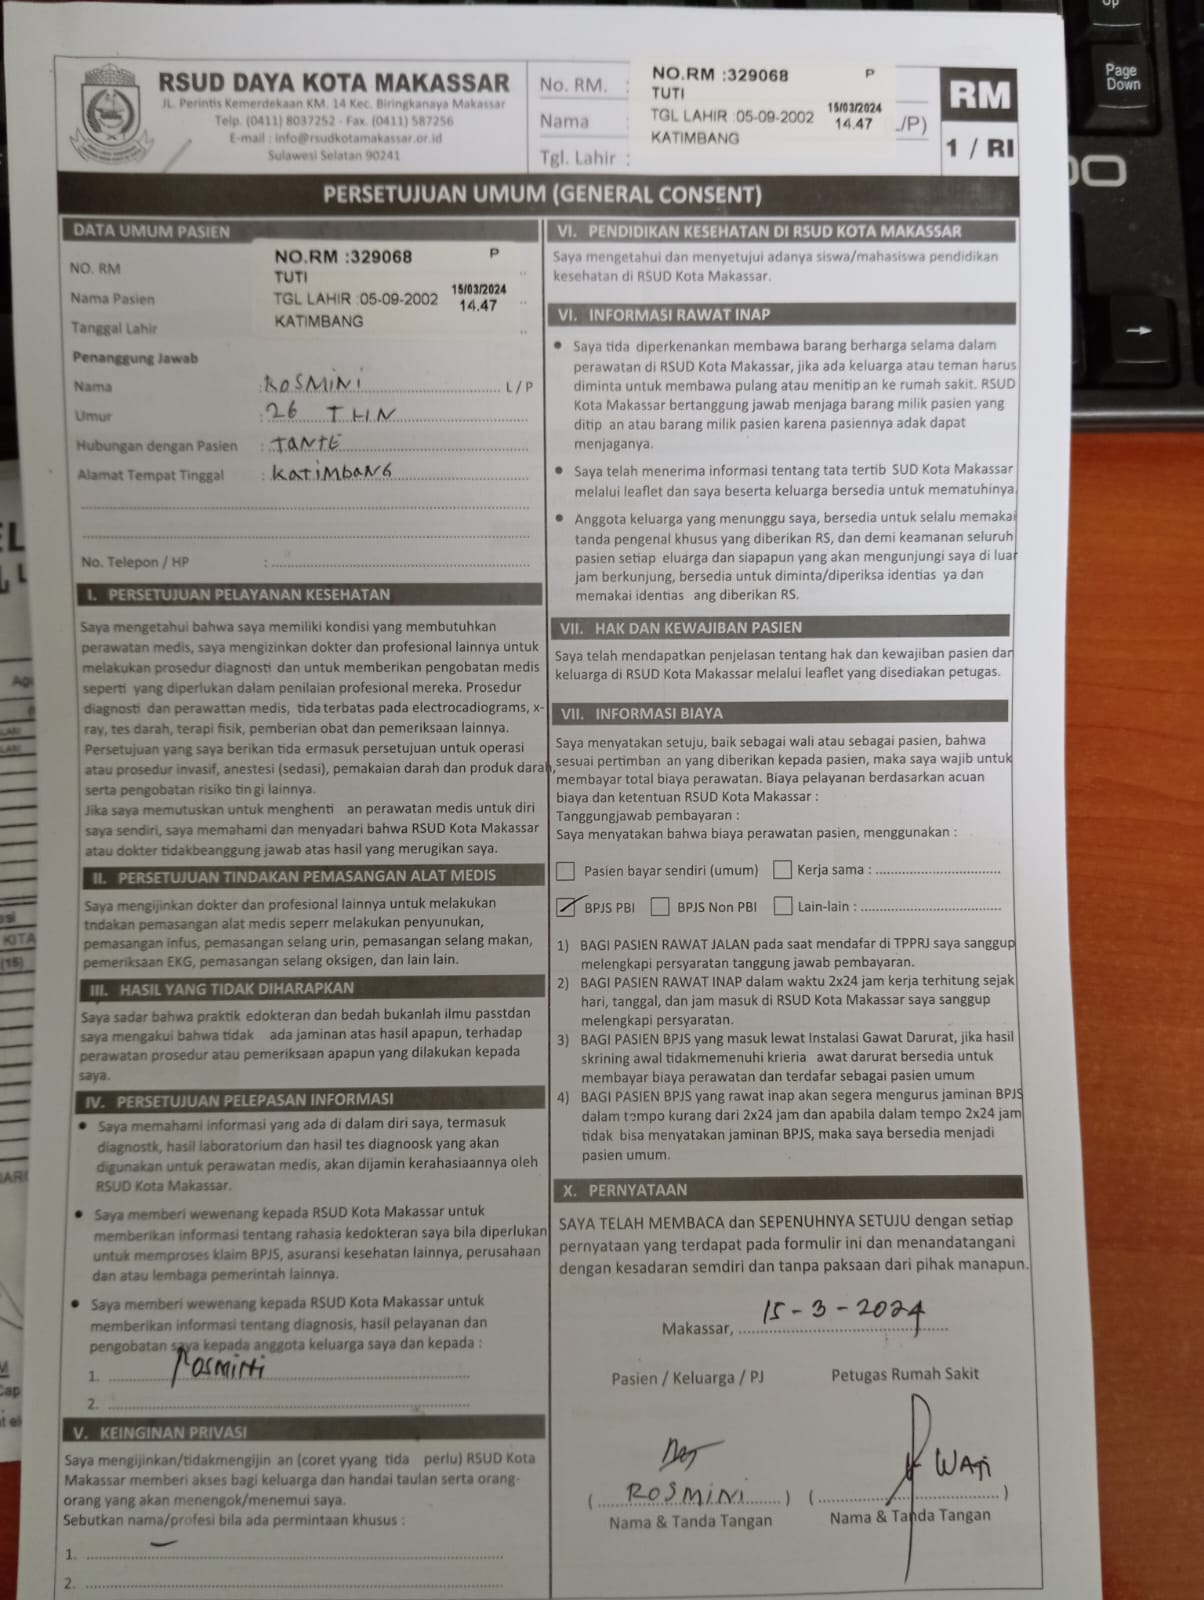 RSUD DAYA KOTA MAKASSAR
JL. Perintis Kemerdekaan KM. 14 Kec. Biringkanaya Makassar
Telp. (0411) 8037252 - Fax. (0411) 587256
E-mail : info@rsudkotamakassar.or.id
Sulawesi Selatan 90241
No. RM. :
Nama
Tgl. Lahir :
NO.RM :329068 P
TUTI
TGL LAHIR :05-09-2002
15/03/2024
14.47
KATIMBANG
/P)
RM
1 / RI
PERSETUJUAN UMUM (GENERAL CONSENT)
DATA UMUM PASIEN
NO. RM
Nama Pasien
Tanggal Lahir
NO.RM :329068 P
TUTI
TGL LAHIR :05-09-2002
15/03/2024
14.47
KATIMBANG
Penanggung Jawab
Nama : ROSMINI L / P
Umur : 26 THN
Hubungan dengan Pasien : TANTE
Alamat Tempat Tinggal : KATIMBANG
No. Telepon / HP :
I. PERSETUJUAN PELAYANAN KESEHATAN
Saya mengetahui bahwa saya memiliki kondisi yang membutuhkan
perawatan medis, saya mengizinkan dokter dan profesional lainnya untuk
melakukan prosedur diagnosti dan untuk memberikan pengobatan medis
seperti yang diperlukan dalam penilaian profesional mereka. Prosedur
diagnosti dan perawattan medis, tida terbatas pada electrocadiograms, x-
ray, tes darah, terapi fisik, pemberian obat dan pemeriksaan lainnya.
Persetujuan yang saya berikan tida ermasuk persetujuan untuk operasi
atau prosedur invasif, anestesi (sedasi), pemakaian darah dan produk darah,
serta pengobatan risiko tin gi lainnya.
Jika saya memutuskan untuk menghenti an perawatan medis untuk diri
saya sendiri, saya memahami dan menyadari bahwa RSUD Kota Makassar
atau dokter tidakbeanggung jawab atas hasil yang merugikan saya.
II. PERSETUJUAN TINDAKAN PEMASANGAN ALAT MEDIS
Saya mengijinkan dokter dan profesional lainnya untuk melakukan
tndakan pemasangan alat medis seperr melakukan penyunukan,
pemasangan infus, pemasangan selang urin, pemasangan selang makan,
pemeriksaan EKG, pemasangan selang oksigen, dan lain lain.
III. HASIL YANG TIDAK DIHARAPKAN
Saya sadar bahwa praktik edokteran dan bedah bukanlah ilmu passtdan
saya mengakui bahwa tidak ada jaminan atas hasil apapun, terhadap
perawatan prosedur atau pemeriksaan apapun yang dilakukan kepada
saya.
IV. PERSETUJUAN PELEPASAN INFORMASI
• Saya memahami informasi yang ada di dalam diri saya, termasuk
diagnostk, hasil laboratorium dan hasil tes diagnoosk yang akan
digunakan untuk perawatan medis, akan dijamin kerahasiaannya oleh
RSUD Kota Makassar.
• Saya memberi wewenang kepada RSUD Kota Makassar untuk
memberikan informasi tentang rahasia kedokteran saya bila diperlukan
untuk memproses klaim BPJS, asuransi kesehatan lainnya, perusahaan
dan atau lembaga pemerintah lainnya.
• Saya memberi wewenang kepada RSUD Kota Makassar untuk
memberikan informasi tentang diagnosis, hasil pelayanan dan
pengobatan saya kepada anggota keluarga saya dan kepada :
1. Rosmini
2.
V. KEINGINAN PRIVASI
Saya mengijinkan/tidakmengijin an (coret yyang tida perlu) RSUD Kota
Makassar memberi akses bagi keluarga dan handai taulan serta orang-
orang yang akan menengok/menemui saya.
Sebutkan nama/profesi bila ada permintaan khusus :
1.
2.
VI. PENDIDIKAN KESEHATAN DI RSUD KOTA MAKASSAR
Saya mengetahui dan menyetujui adanya siswa/mahasiswa pendidikan
kesehatan di RSUD Kota Makassar.
VI. INFORMASI RAWAT INAP
• Saya tida diperkenankan membawa barang berharga selama dalam
perawatan di RSUD Kota Makassar, jika ada keluarga atau teman harus
diminta untuk membawa pulang atau menitip an ke rumah sakit. RSUD
Kota Makassar bertanggung jawab menjaga barang milik pasien yang
ditip an atau barang milik pasien karena pasiennya adak dapat
menjaganya.
• Saya telah menerima informasi tentang tata tertib SUD Kota Makassar
melalui leaflet dan saya beserta keluarga bersedia untuk mematuhinya
• Anggota keluarga yang menunggu saya, bersedia untuk selalu memakai
tanda pengenal khusus yang diberikan RS, dan demi keamanan seluruh
pasien setiap eluarga dan siapapun yang akan mengunjungi saya di luar
jam berkunjung, bersedia untuk diminta/diperiksa identias ya dan
memakai identias ang diberikan RS.
VII. HAK DAN KEWAJIBAN PASIEN
Saya telah mendapatkan penjelasan tentang hak dan kewajiban pasien dan
keluarga di RSUD Kota Makassar melalui leaflet yang disediakan petugas.
VII. INFORMASI BIAYA
Saya menyatakan setuju, baik sebagai wali atau sebagai pasien, bahwa
sesuai pertimban an yang diberikan kepada pasien, maka saya wajib untuk
membayar total biaya perawatan. Biaya pelayanan berdasarkan acuan
biaya dan ketentuan RSUD Kota Makassar :
Tanggungjawab pembayaran :
Saya menyatakan bahwa biaya perawatan pasien, menggunakan :
Pasien bayar sendiri (umum) Kerja sama :
BPJS PBI BPJS Non PBI Lain-lain :
1) BAGI PASIEN RAWAT JALAN pada saat mendafar di TPPRJ saya sanggup
melengkapi persyaratan tanggung jawab pembayaran.
2) BAGI PASIEN RAWAT INAP dalam waktu 2x24 jam kerja terhitung sejak
hari, tanggal, dan jam masuk di RSUD Kota Makassar saya sanggup
melengkapi persyaratan.
3) BAGI PASIEN BPJS yang masuk lewat Instalasi Gawat Darurat, jika hasil
skrining awal tidakmemenuhi krieria awat darurat bersedia untuk
membayar biaya perawatan dan terdafar sebagai pasien umum
4) BAGI PASIEN BPJS yang rawat inap akan segera mengurus jaminan BPJS
dalam tempo kurang dari 2x24 jam dan apabila dalam tempo 2x24 jam
tidak bisa menyatakan jaminan BPJS, maka saya bersedia menjadi
pasien umum.
X. PERNYATAAN
SAYA TELAH MEMBACA dan SEPENUHNYA SETUJU dengan setiap
pernyataan yang terdapat pada formulir ini dan menandatangani
dengan kesadaran semdiri dan tanpa paksaan dari pihak manapun.
Makassar, 15-3-2024
Pasien / Keluarga / PJ Petugas Rumah Sakit
( ROSMINI ) ( WATI )
Nama & Tanda Tangan Nama & Tanda Tangan
Page
Down